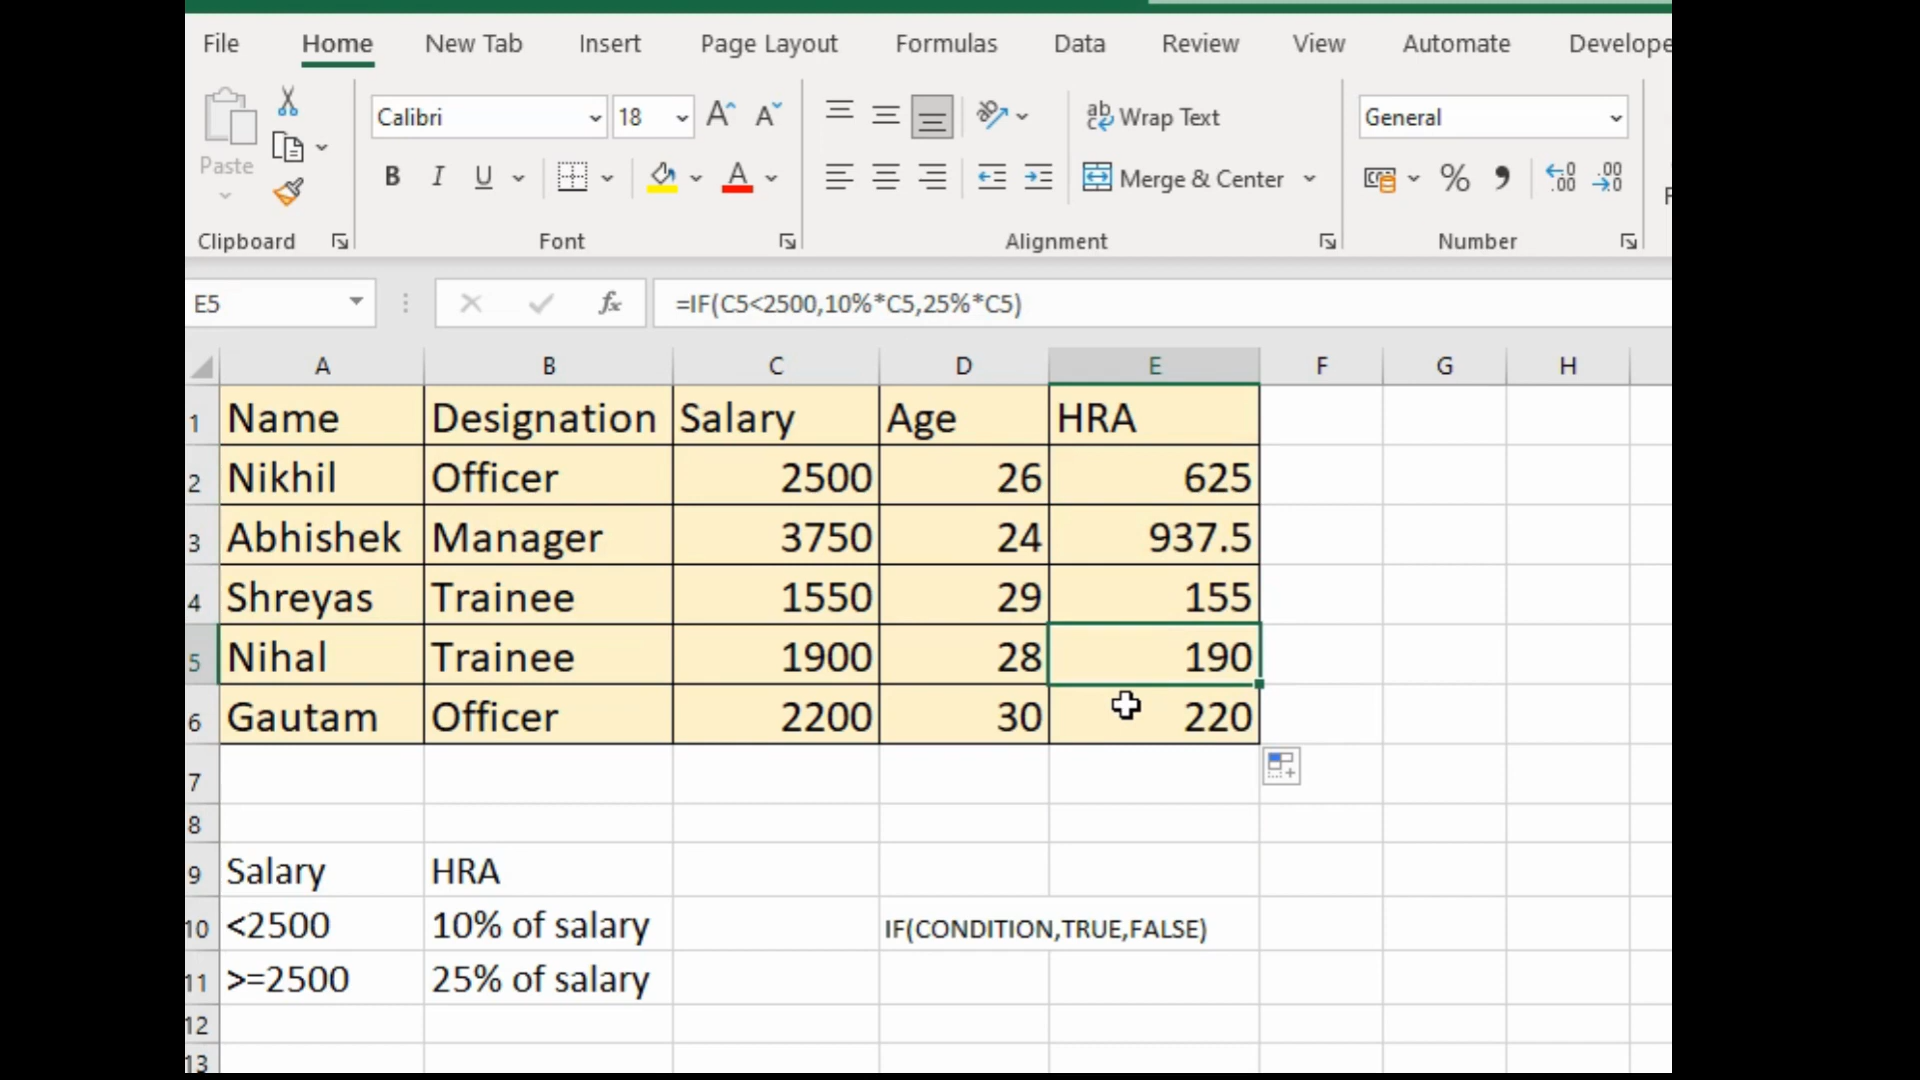 File Home New Tab Insert Page Layout Formulas Data Review View Automate Develope
Calibri 18 A A ab Wrap Text General
Paste
B I U A Merge & Center % .00 .00
Clipboard Font Alignment Number
E5 fx =IF(C5<2500,10%*C5,25%*C5)
A B C D E F G H
1 Name Designation Salary Age HRA
2 Nikhil Officer 2500 26 625
3 Abhishek Manager 3750 24 937.5
4 Shreyas Trainee 1550 29 155
5 Nihal Trainee 1900 28 190
6 Gautam Officer 2200 30 220
7
8
9 Salary HRA
10 <2500 10% of salary IF(CONDITION,TRUE,FALSE)
11 >=2500 25% of salary
12
13